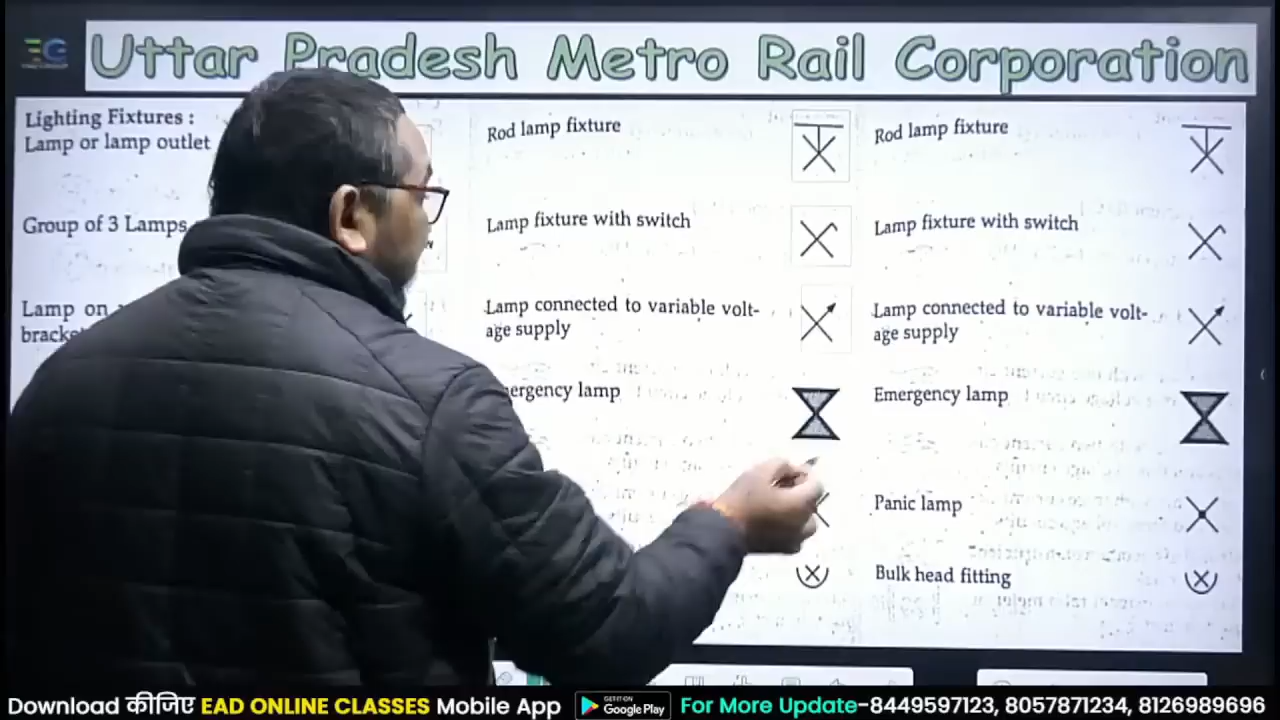 Uttar Pradesh Metro Rail Corporation
Lighting Fixtures :
Lamp or lamp outlet
Group of 3 Lamps
Lamp on
Rod lamp fixture
Lamp fixture with switch
Lamp connected to variable volt-
age supply
lamp
Rod lamp fixture
Lamp fixture with switch
Lamp connected to variable volt-
age supply
Emergency lamp
Panic lamp
Bulk head fitting
Download कीजिए EAD ONLINE CLASSES Mobile App
GET IT ON
Google Play
For More Update-8449597123, 8057871234, 8126989696